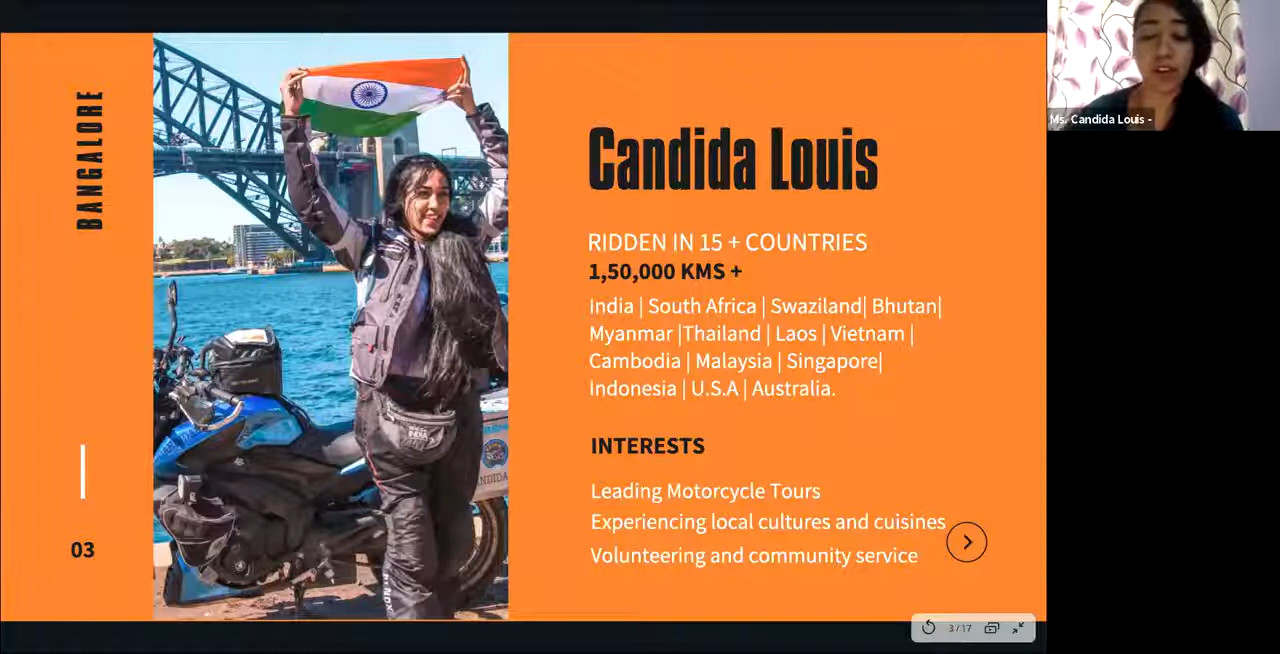 BANGALORE
03
Candida Louis
RIDDEN IN 15 + COUNTRIES
1,50,000 KMS +
India | South Africa | Swaziland| Bhutan|
Myanmar |Thailand | Laos | Vietnam |
Cambodia | Malaysia | Singapore|
Indonesia | U.S.A | Australia.
INTERESTS
Leading Motorcycle Tours
Experiencing local cultures and cuisines
Volunteering and community service
3/17
Ms. Candida Louis -